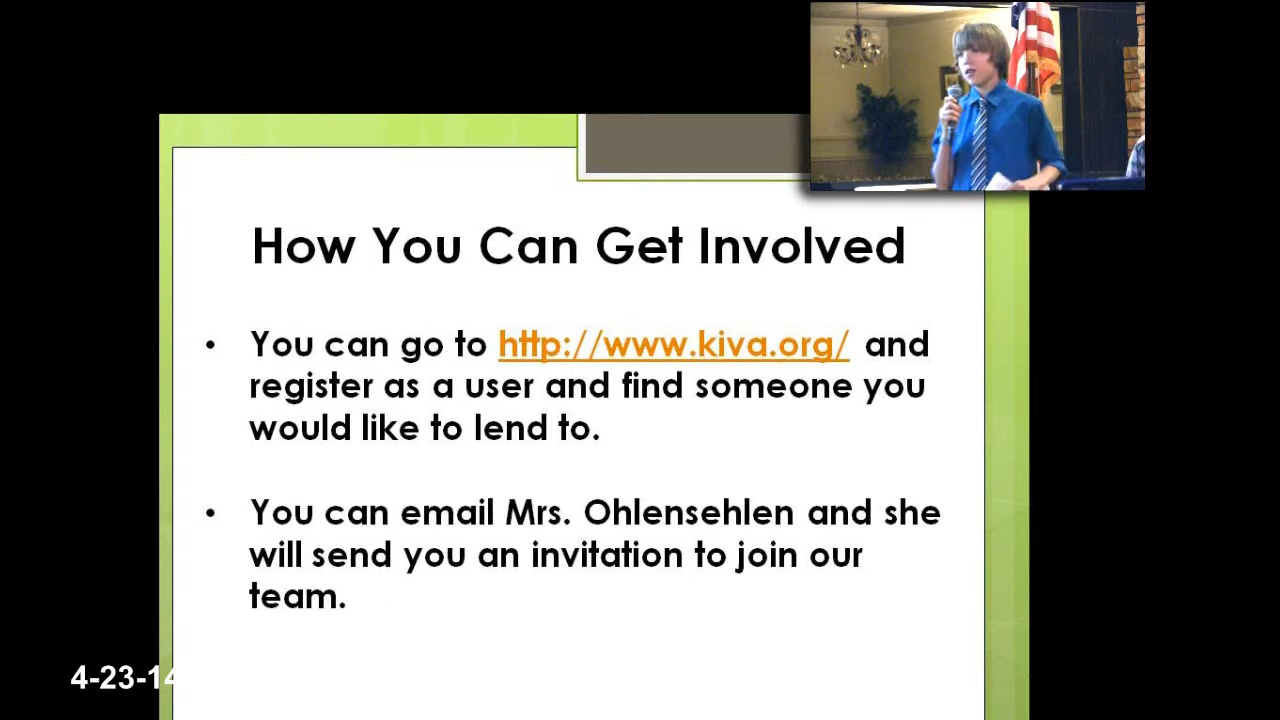 How You Can Get Involved
• You can go to http://www.kiva.org/ and
register as a user and find someone you
would like to lend to.
• You can email Mrs. Ohlensehlen and she
will send you an invitation to join our
team.
4-23-14